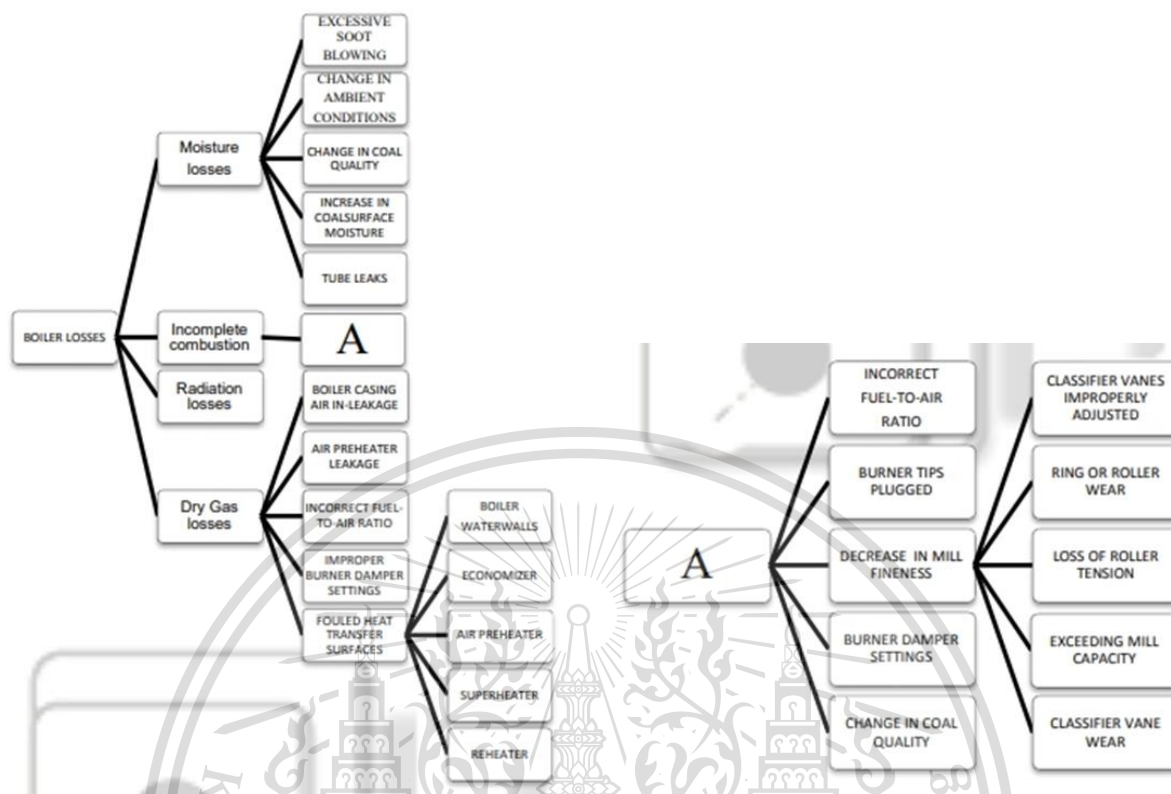 EXCESSIVE
SOOT
BLOWING
CHANGE IN
AMBIENT
CONDITIONS
Moisture
losses
CHANGE IN COAL
QUALITY
INCREASE IN
COALSURFACE
MOISTURE
TUBE LEAKS
BOILER LOSSES
Incomplete
combustion
A
Radiation
losses
BOILER CASING
AIR IN-LEAKAGE
AIR PREHEATER
LEAKAGE
Dry Gas
losses
INCORRECT FUEL-
TO-AIR RATIO
IMPROPER
BURNER DAMPER
SETTINGS
FOULED HEAT
TRANSFER
SURFACES
BOILER
WATERWALLS
ECONOMIZER
AIR PREHEATER
SUPERHEATER
REHEATER
A
INCORRECT
FUEL-TO-AIR
RATIO
BURNER TIPS
PLUGGED
DECREASE IN MILL
FINENESS
BURNER DAMPER
SETTINGS
CHANGE IN COAL
QUALITY
CLASSIFIER VANES
IMPROPERLY
ADJUSTED
RING OR ROLLER
WEAR
LOSS OF ROLLER
TENSION
EXCEEDING MILL
CAPACITY
CLASSIFIER VANE
WEAR